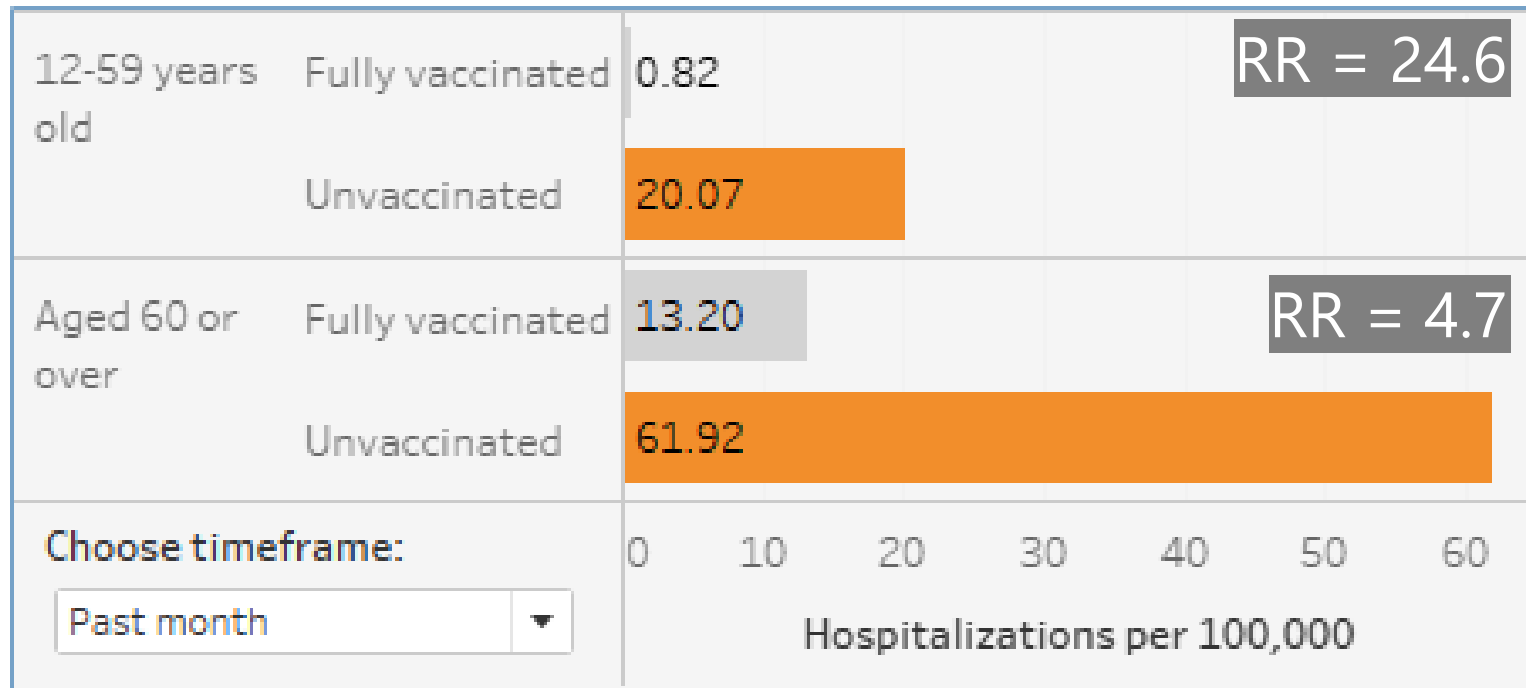 12-59 years old
Fully vaccinated 0.82
RR = 24.6
Unvaccinated 20.07
Aged 60 or over
Fully vaccinated 13.20
RR = 4.7
Unvaccinated 61.92
Choose timeframe:
Past month
0 10 20 30 40 50 60
Hospitalizations per 100,000